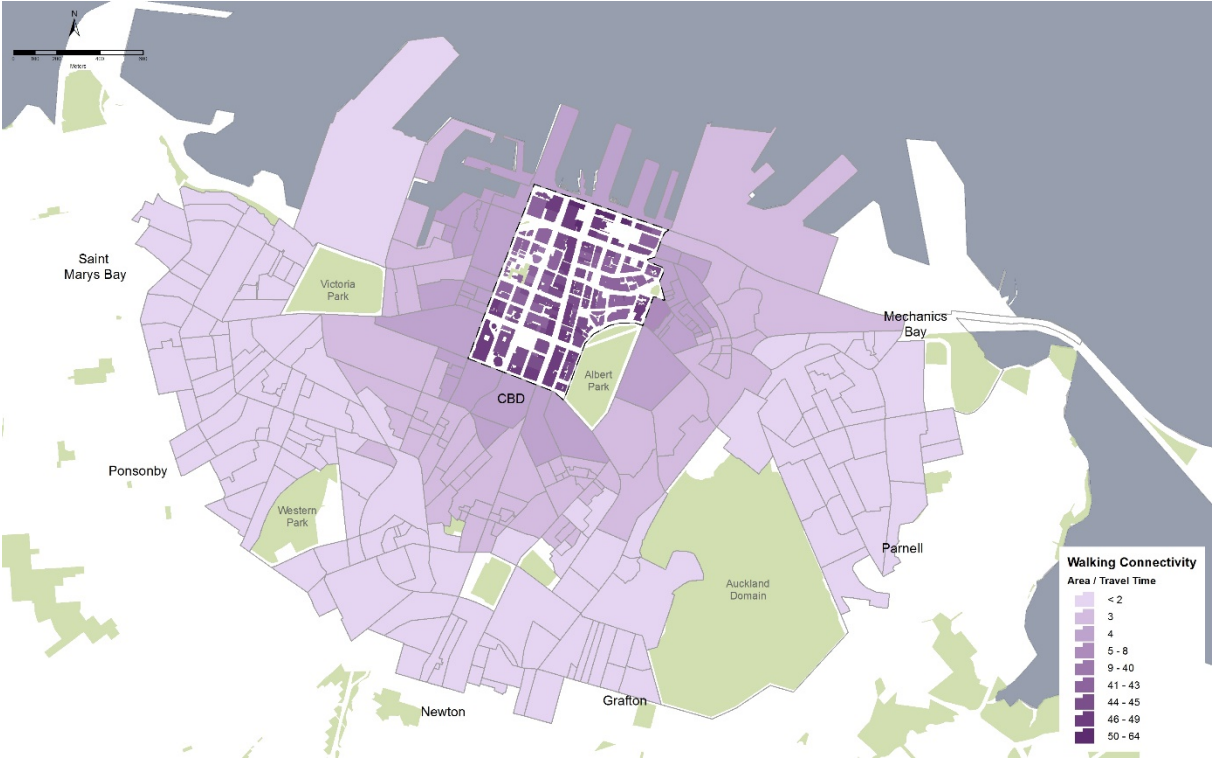 N
Meters
Saint
Marys Bay
Victoria
Park
Mechanics
Bay
Albert
Park
CBD
Ponsonby
Western
Park
Parnell
Auckland
Domain
Grafton
Newton
Walking Connectivity
Area / Travel Time
< 2
3
4
5 - 8
9 - 40
41 - 43
44 - 45
46 - 49
50 - 64